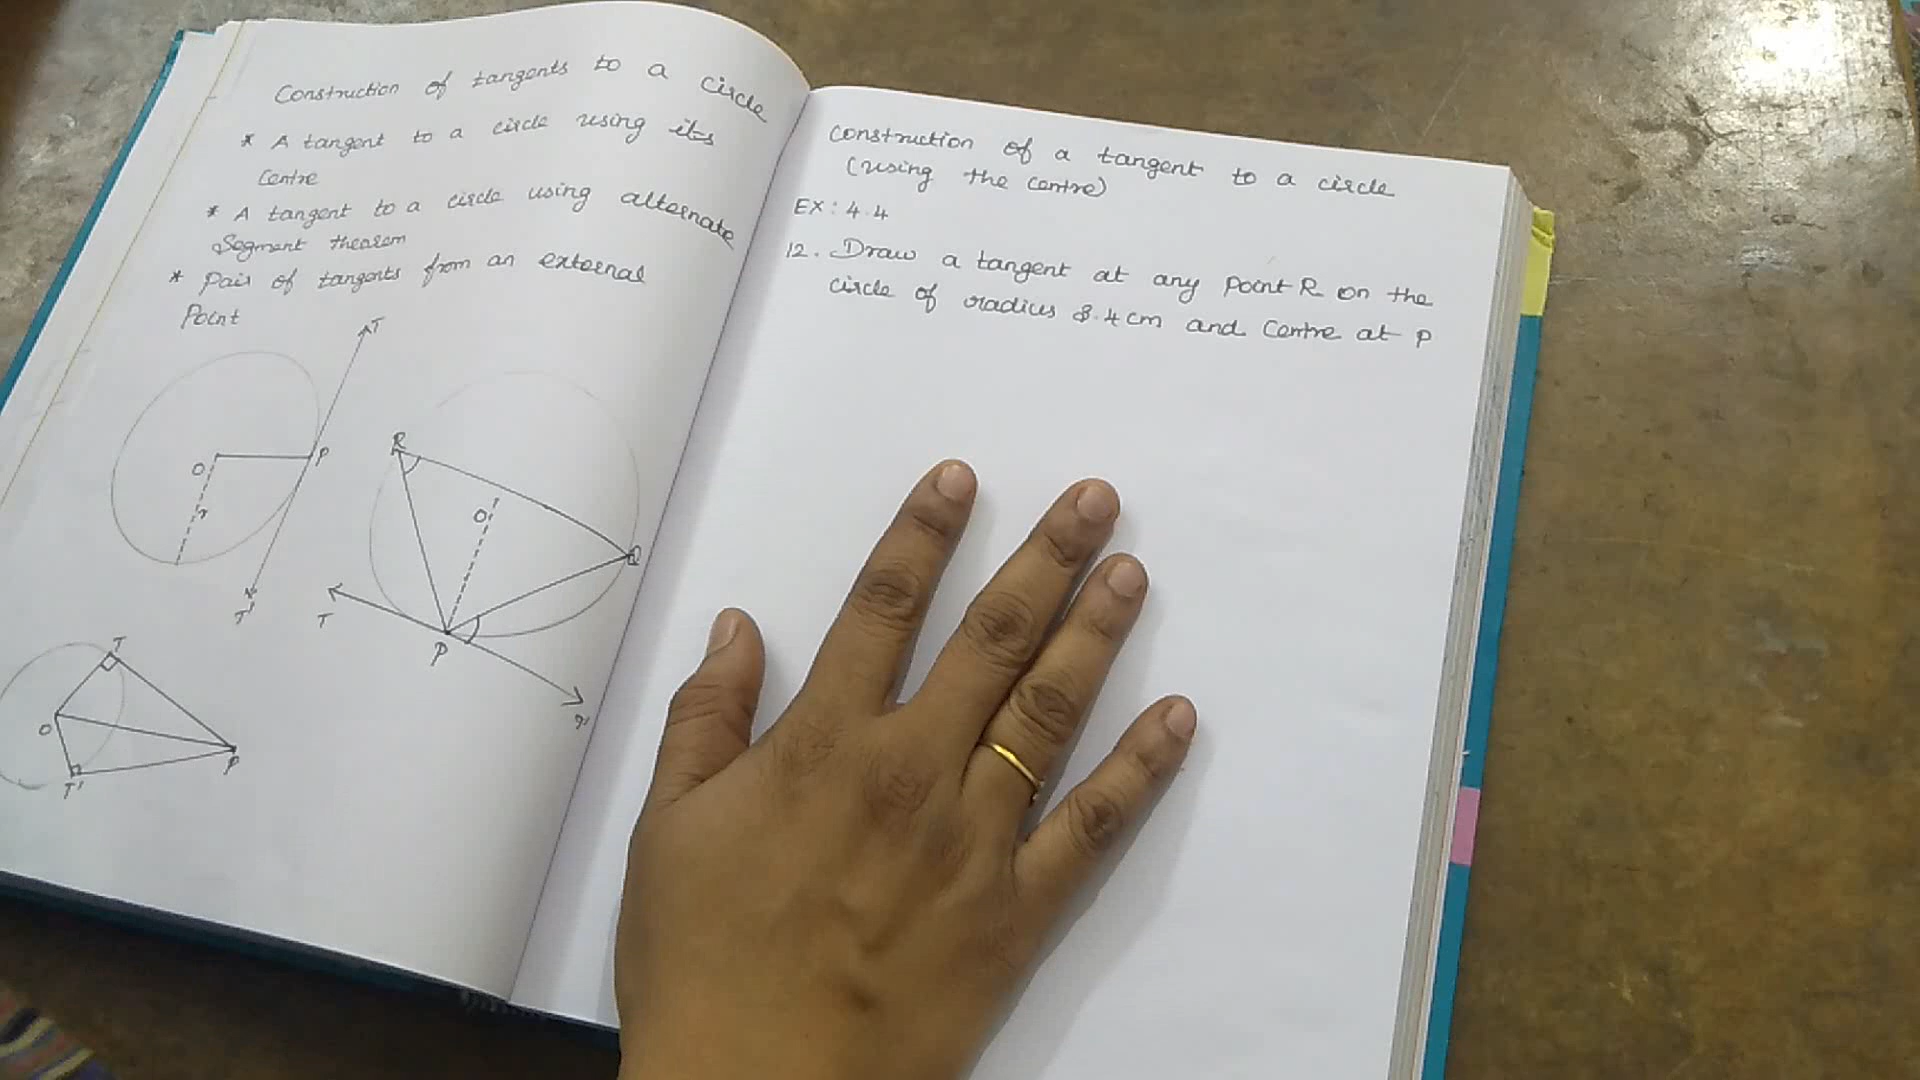 Construction of tangents to a circle
* A tangent to a circle using its
Centre
* A tangent to a circle using alternate
Segment theorem
* Pair of tangents from an external
Point
T
O
P
r
T'
R
O
Q
T
P
T'
T
O
P
T'
Construction of a tangent to a circle
(using the centre)
EX: 4.4
12. Draw a tangent at any point R on the
circle of radius 3.4 cm and Centre at P